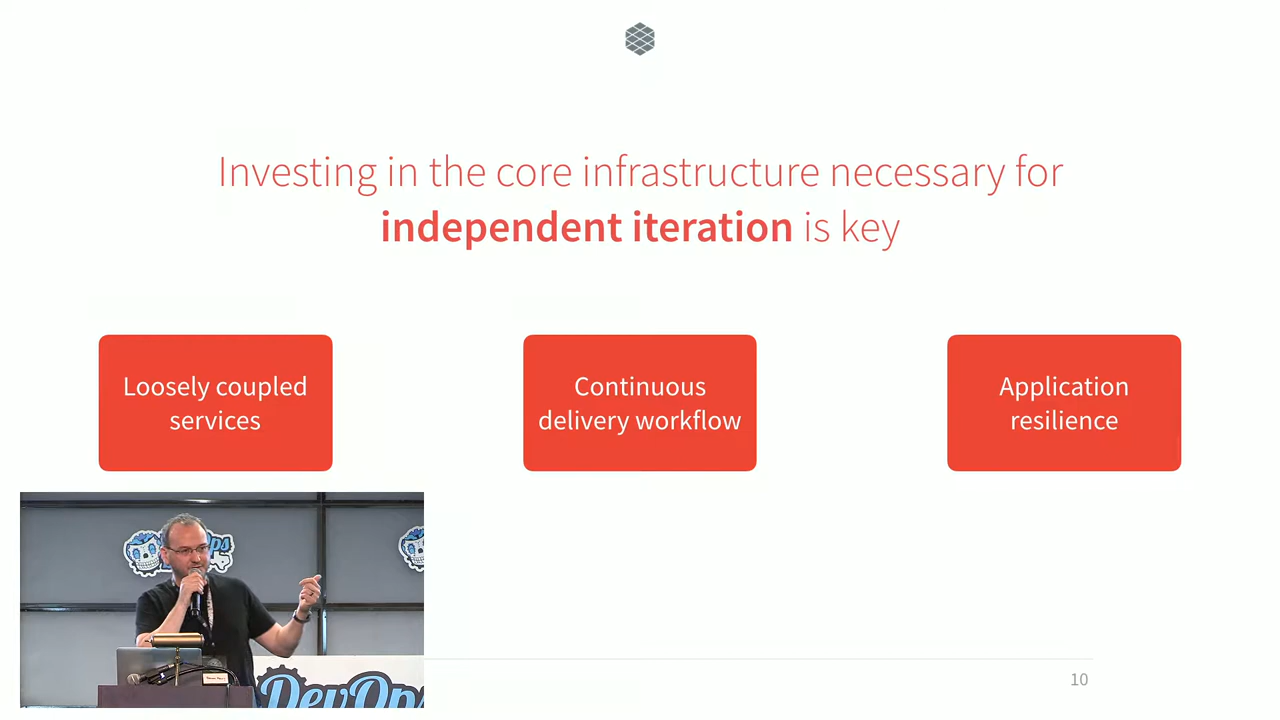 Investing in the core infrastructure necessary for
independent iteration is key
Loosely coupled
services
Continuous
delivery workflow
Application
resilience
DevOps
10